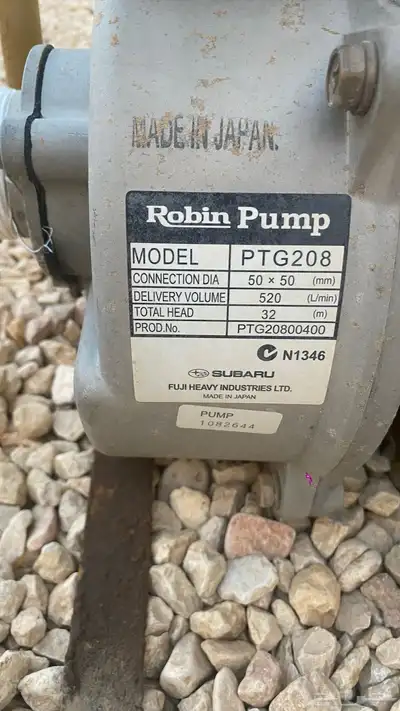 MADE IN JAPAN.
Robin Pump
MODEL PTG208
CONNECTION DIA 50 × 50 (mm)
DELIVERY VOLUME 520 (L/min)
TOTAL HEAD 32 (m)
PROD.No. PTG20800400
N1346
SUBARU
FUJI HEAVY INDUSTRIES LTD.
MADE IN JAPAN
PUMP
1082644